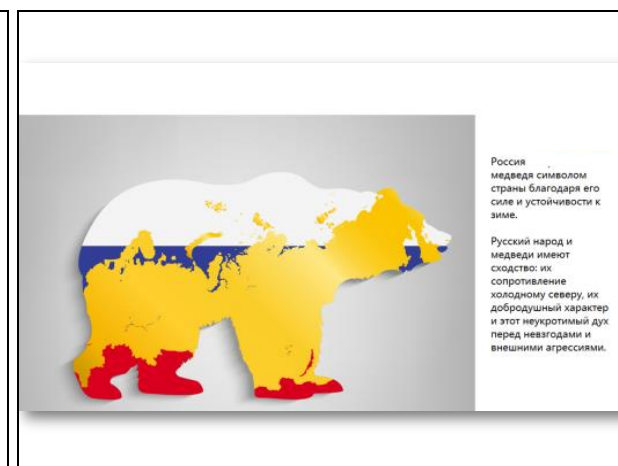 Россия
медведя символом
страны благодаря его
силе и устойчивости к
зиме.
Русский народ и
медведи имеют
сходство: их
сопротивление
холодному северу, их
добродушный характер
и этот неукротимый дух
перед невзгодами и
внешними агрессиями.